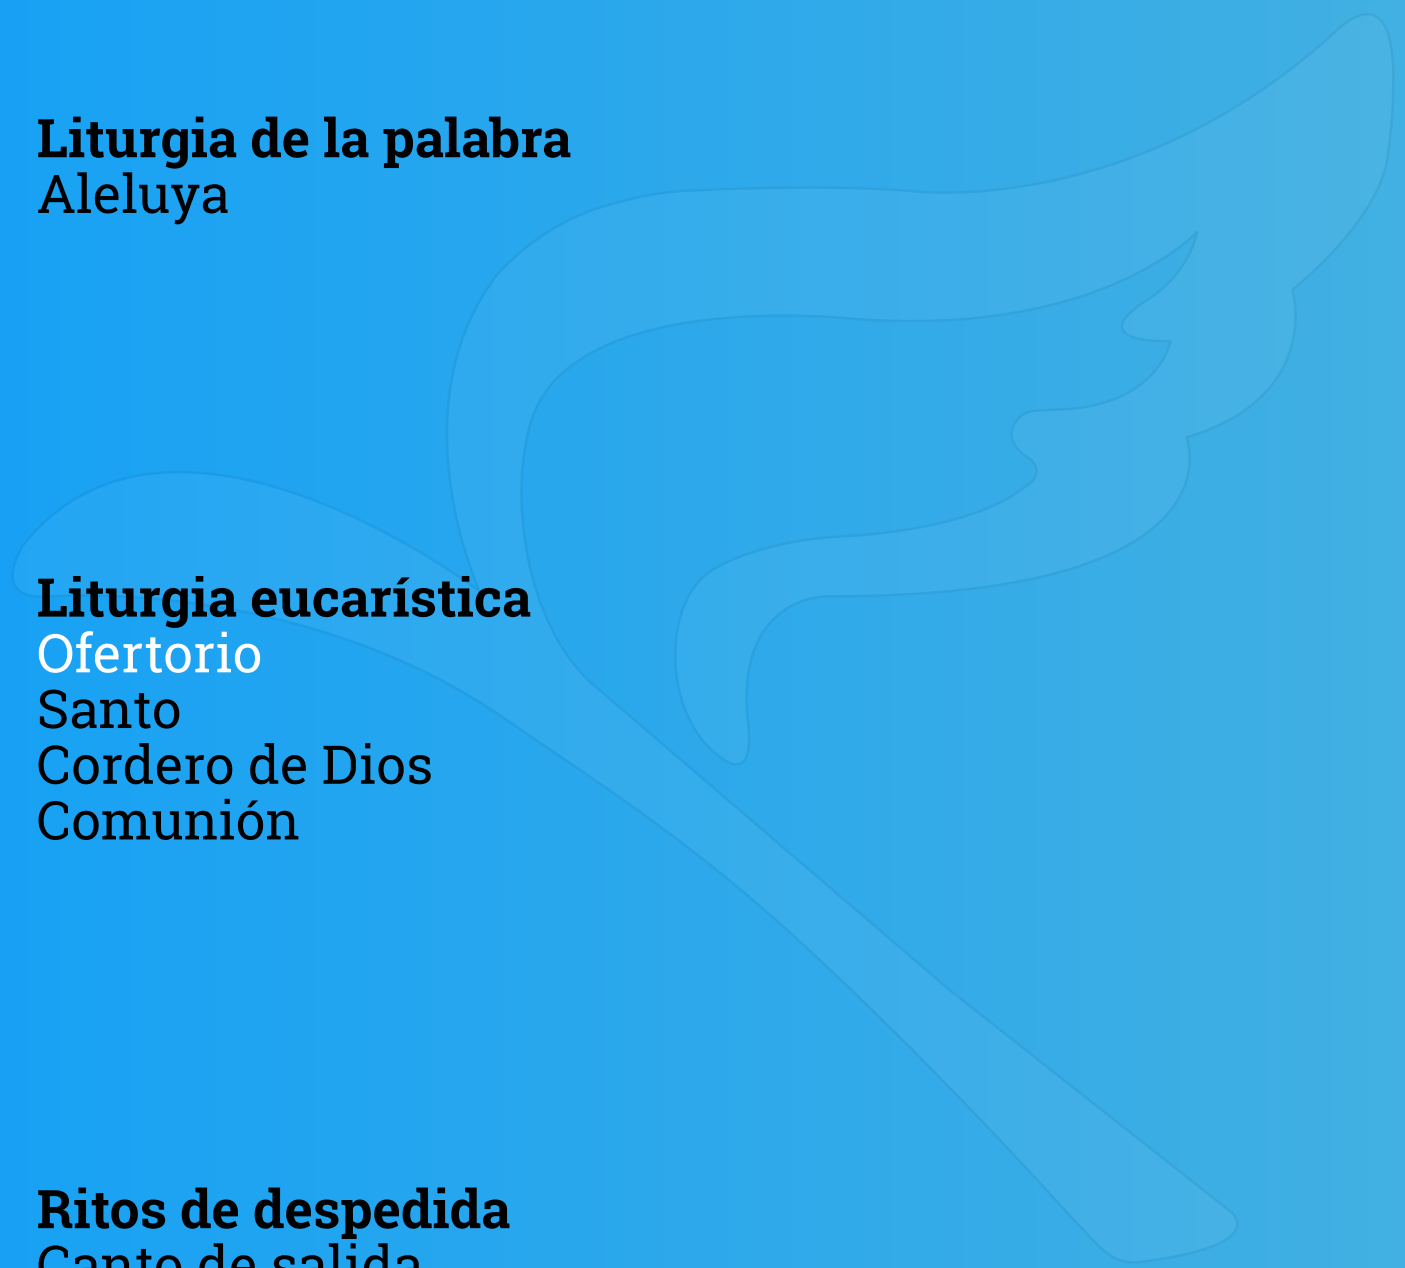 Liturgia de la palabra
Aleluya
Liturgia eucarística
Ofertorio
Santo
Cordero de Dios
Comunión
Ritos de despedida
Canto de salida